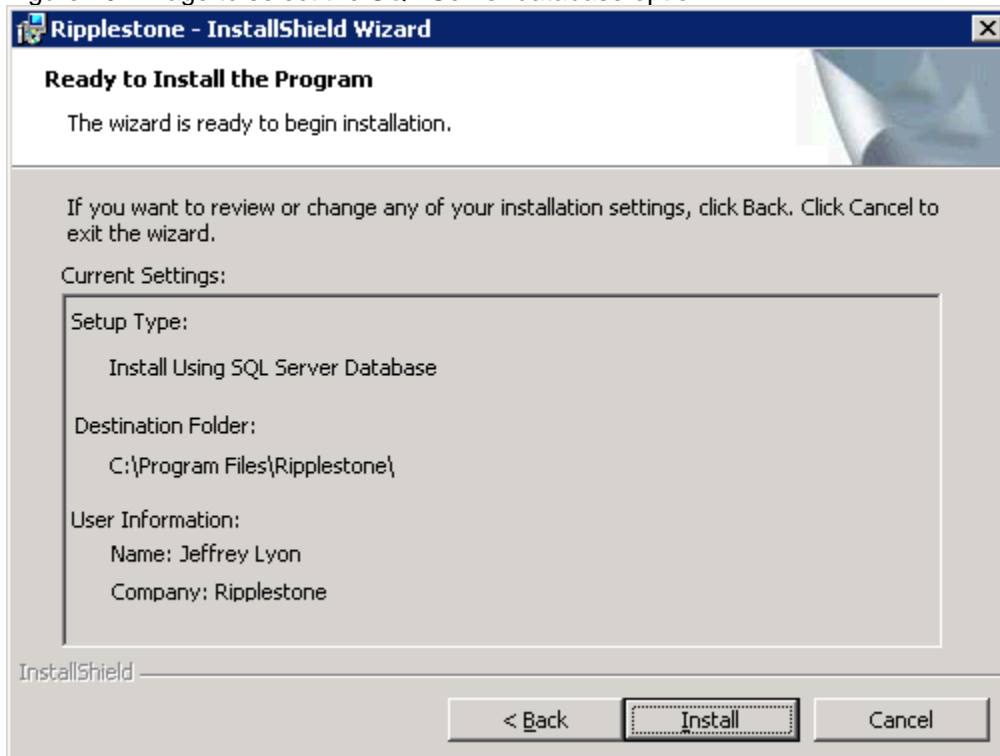 Ripplestone - InstallShield Wizard
Ready to Install the Program
The wizard is ready to begin installation.
If you want to review or change any of your installation settings, click Back. Click Cancel to
exit the wizard.
Current Settings:
Setup Type:
Install Using SQL Server Database
Destination Folder:
C:\Program Files\Ripplestone\
User Information:
Name: Jeffrey Lyon
Company: Ripplestone
InstallShield
< Back
Install
Cancel